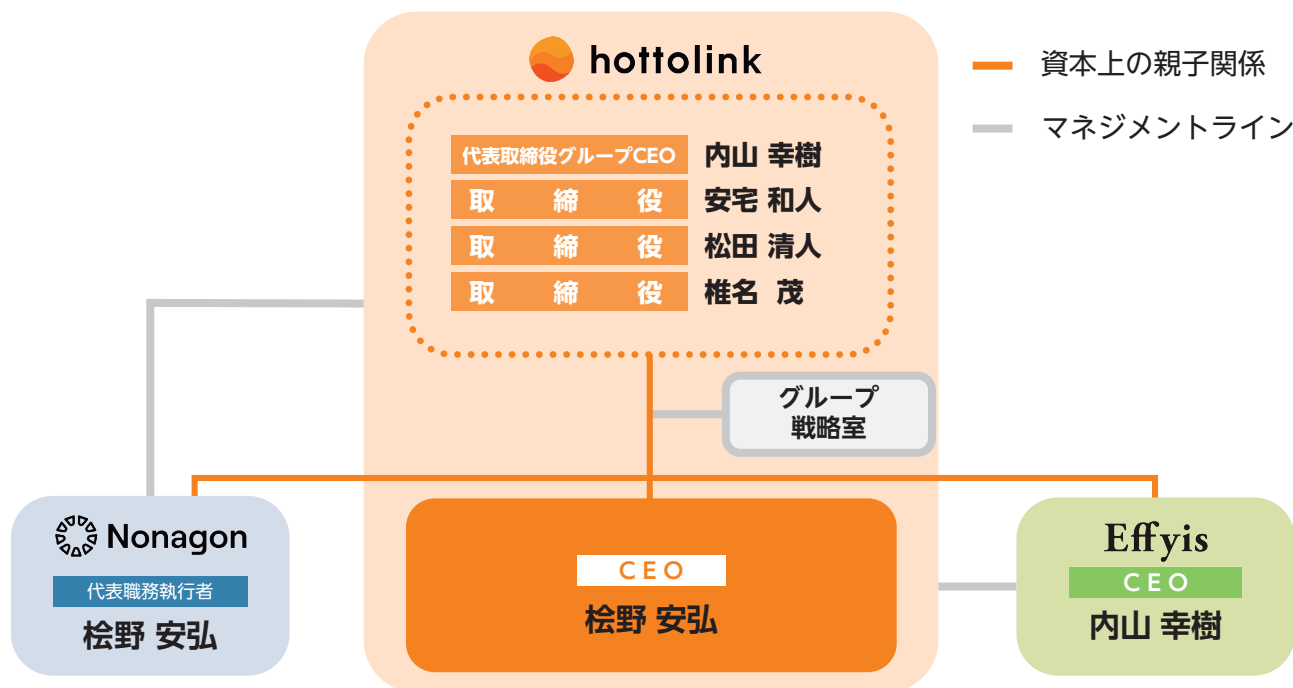 hottolink
資本上の親子関係
マネジメントライン
代表取締役グループCEO 内山 幸樹
取締役 安宅 和人
取締役 松田 清人
取締役 椎名 茂
グループ
戦略室
Nonagon
代表職務執行者
桧野 安弘
CEO
桧野 安弘
Effyis
CEO
内山 幸樹